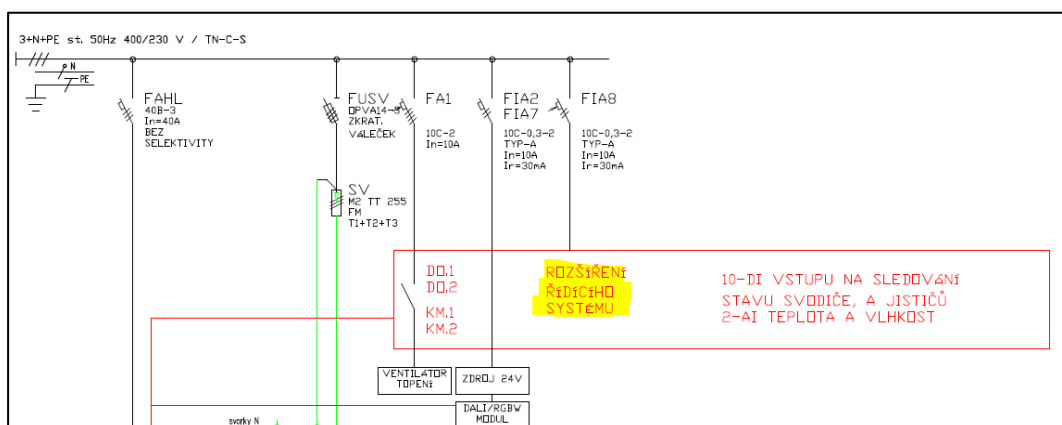 3+N+PE st. 50Hz 400/230 V / TN-C-S
N
PE
FAHL
40B-3
In=40A
BEZ
SELEKTIVITY
FUSV
OPVA14-3
ZKRAT.
VáLEČEK
FA1
10C-2
In=10A
FIA2
FIA7
10C-0,3-2
TYP-A
In=10A
Ir=30mA
FIA8
10C-0,3-2
TYP-A
In=10A
Ir=30mA
SV
M2 TT 255
FM
T1+T2+T3
DO.1
DO.2
KM.1
KM.2
ROZŠíŘENí
ŘíDíCíHO
SYSTéMU
10-DI VSTUPU NA SLEDOVáNí
STAVU SVODIČE, A JISTIČŮ
2-AI TEPLOTA A VLHKOST
VENTILáTOR
TOPENí
ZDROJ 24V
DALI/RGBW
MODUL
svorky N